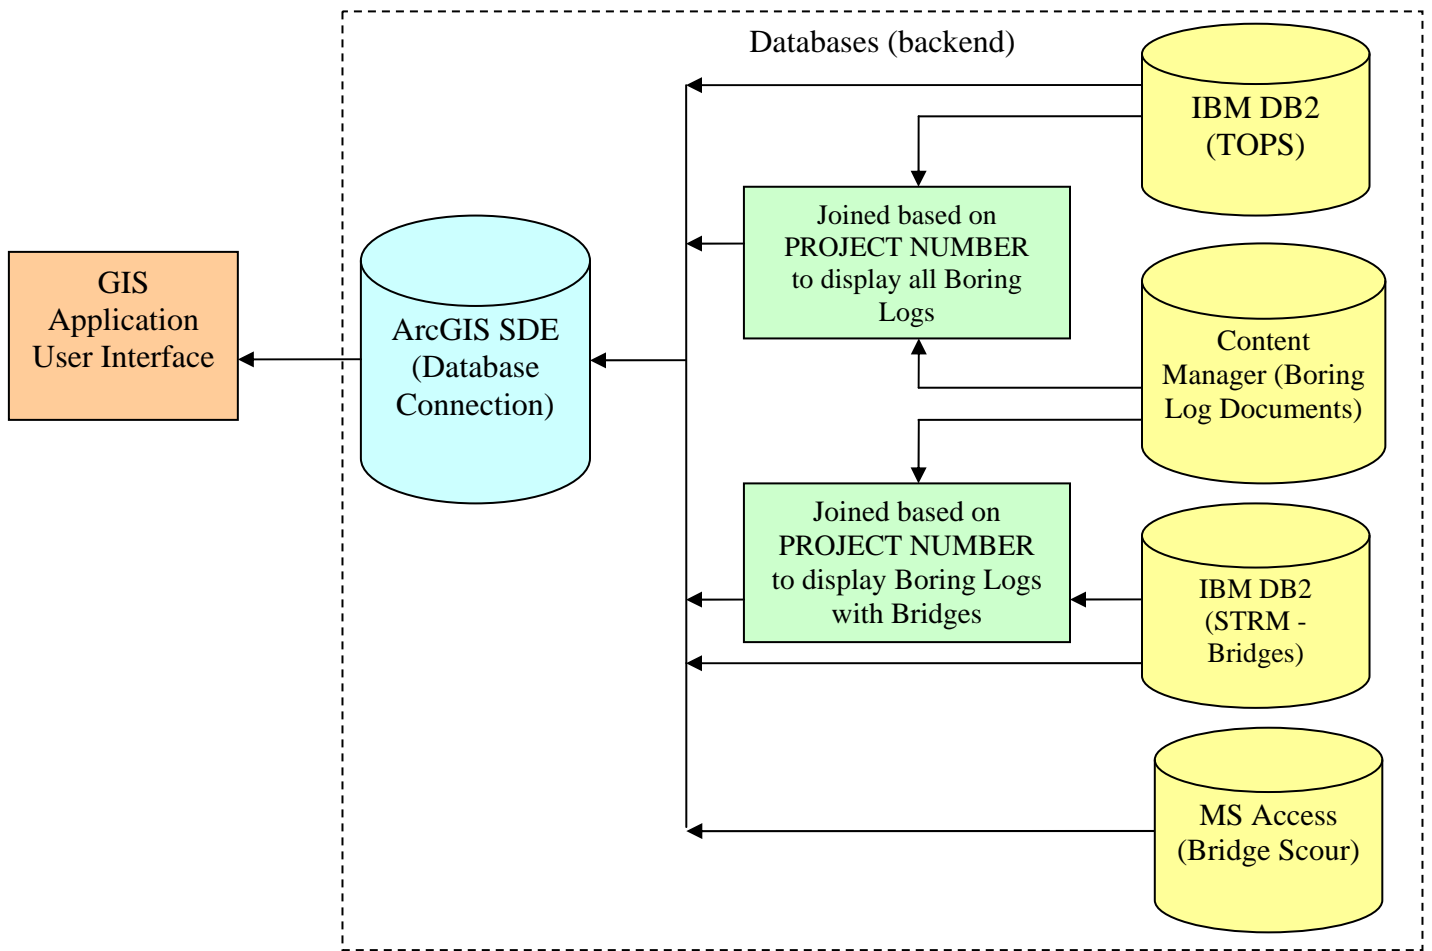 Databases (backend)
IBM DB2
(TOPS)
Joined based on
PROJECT NUMBER
to display all Boring
Logs
GIS
Application
User Interface
ArcGIS SDE
(Database
Connection)
Content
Manager (Boring
Log Documents)
Joined based on
PROJECT NUMBER
to display Boring Logs
with Bridges
IBM DB2
(STRM -
Bridges)
MS Access
(Bridge Scour)